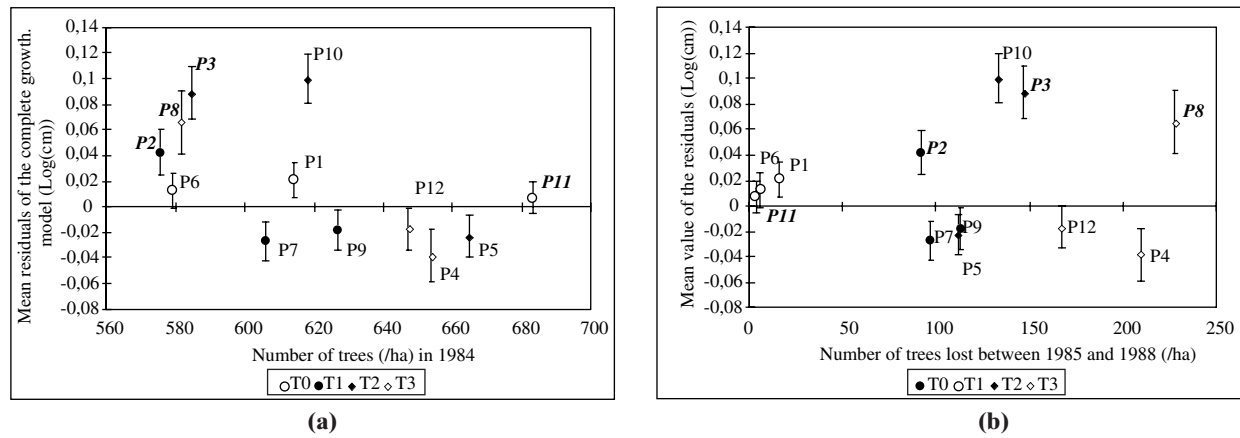 Mean residuals of the complete growth.
model (Log(cm))
0,14
0,12
0,1
0,08
0,06
0,04
0,02
0
-0,02
-0,04
-0,06
-0,08
560
580
600
620
640
660
680
700
P2
P8
P3
P6
P10
P1
P7
P9
P12
P4
P5
P11
Number of trees (/ha) in 1984
T0 T1 T2 T3
(a)
Mean value of the residuals (Log(cm))
0,14
0,12
0,1
0,08
0,06
0,04
0,02
0
-0,02
-0,04
-0,06
-0,08
0
50
100
150
200
250
P10
P3
P8
P2
P6
P1
P11
P7
P9
P5
P12
P4
Number of trees lost between 1985 and 1988 (/ha)
T0 T1 T2 T3
(b)